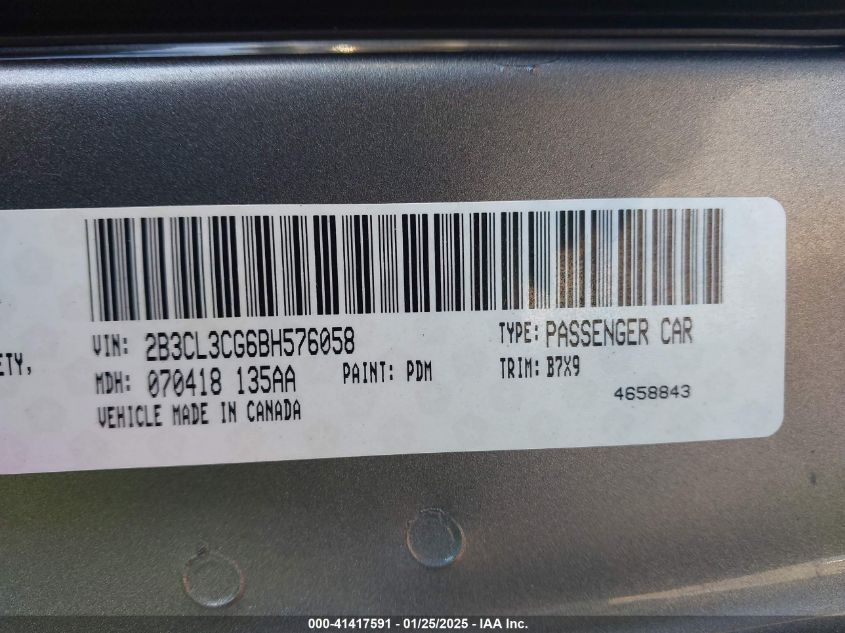 VIN: 2B3CL3CG6BH576058 TYPE: PASSENGER CAR
ETY, MDH: 070418 135AA PAINT: PDM TRIM: B7X9
VEHICLE MADE IN CANADA 4658843
000-41417591 - 01/25/2025 - IAA Inc.